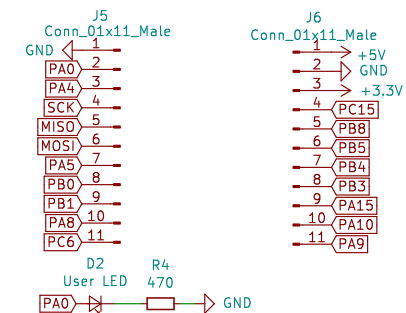 J5
Conn_01x11_Male
GND 1
PA0 2
PA4 3
SCK 4
MISO 5
MOSI 6
PA5 7
PB0 8
PB1 9
PA8 10
PC6 11
J6
Conn_01x11_Male
1 +5V
2 GND
3 +3.3V
4 PC15
5 PB8
6 PB5
7 PB4
8 PB3
9 PA15
10 PA10
11 PA9
D2
User LED
R4
470
PA0 GND